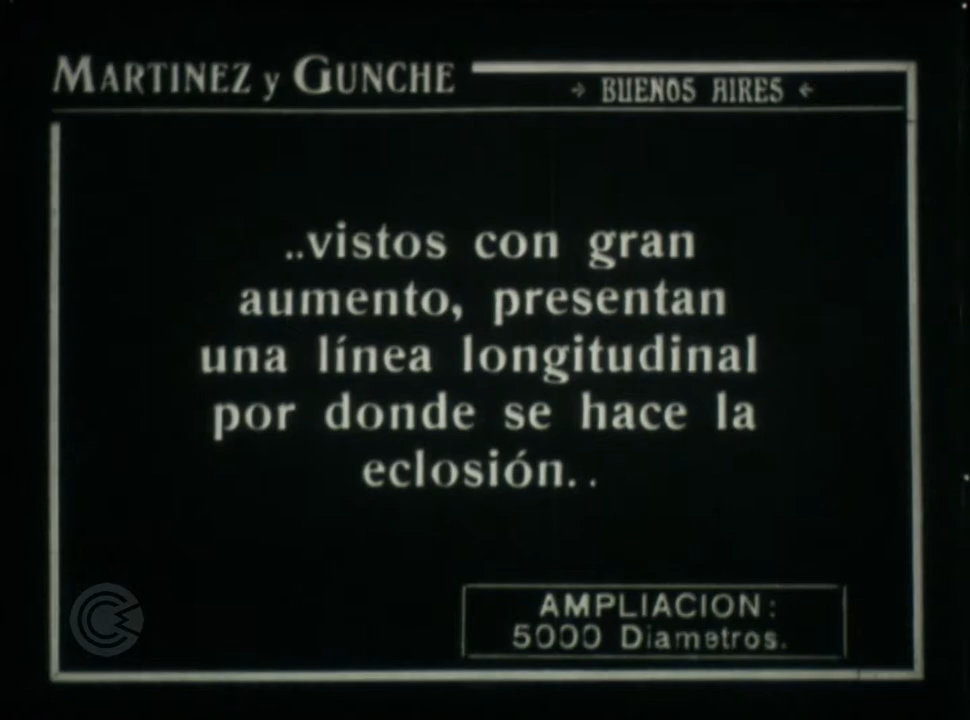 MARTINEZ y GUNCHE
BUENOS AIRES
..vistos con gran
aumento, presentan
una línea longitudinal
por donde se hace la
eclosión..
AMPLIACION:
5000 Diametros.